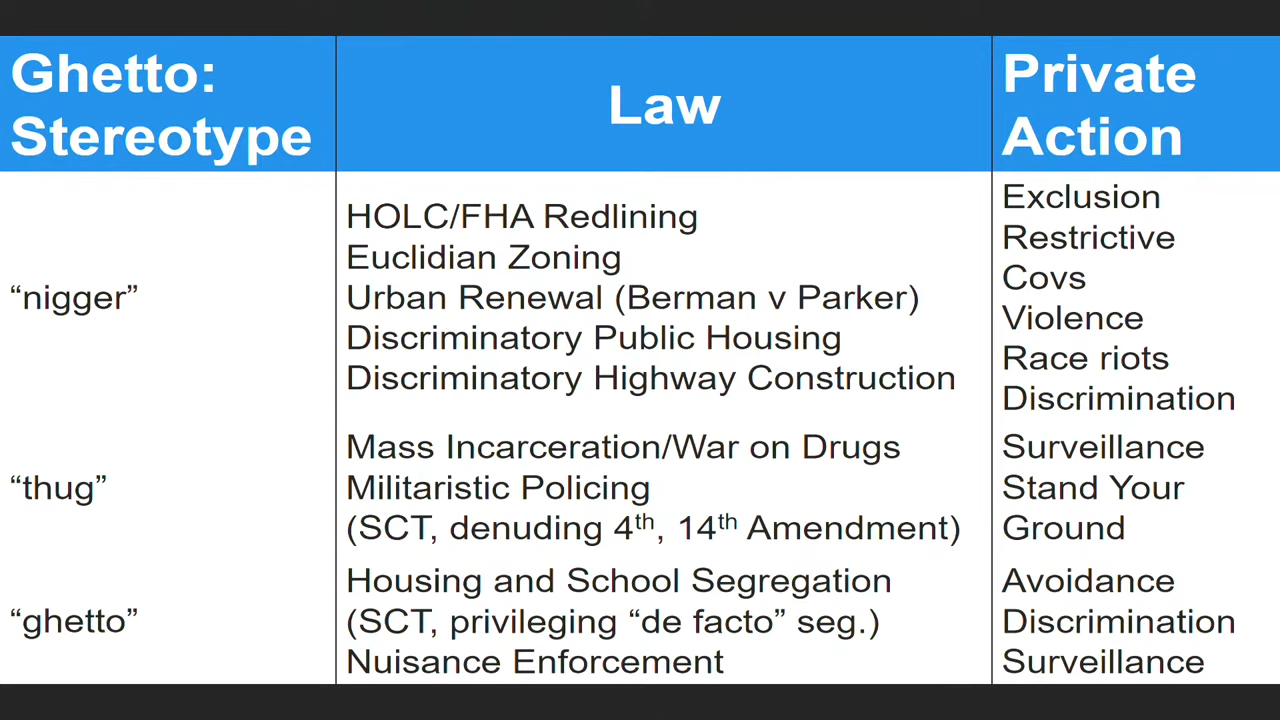 Ghetto:
Stereotype
Law
Private
Action
“nigger”
HOLC/FHA Redlining
Euclidian Zoning
Urban Renewal (Berman v Parker)
Discriminatory Public Housing
Discriminatory Highway Construction
Exclusion
Restrictive
Covs
Violence
Race riots
Discrimination
“thug”
Mass Incarceration/War on Drugs
Militaristic Policing
(SCT, denuding 4th, 14th Amendment)
Surveillance
Stand Your
Ground
“ghetto”
Housing and School Segregation
(SCT, privileging “de facto” seg.)
Nuisance Enforcement
Avoidance
Discrimination
Surveillance